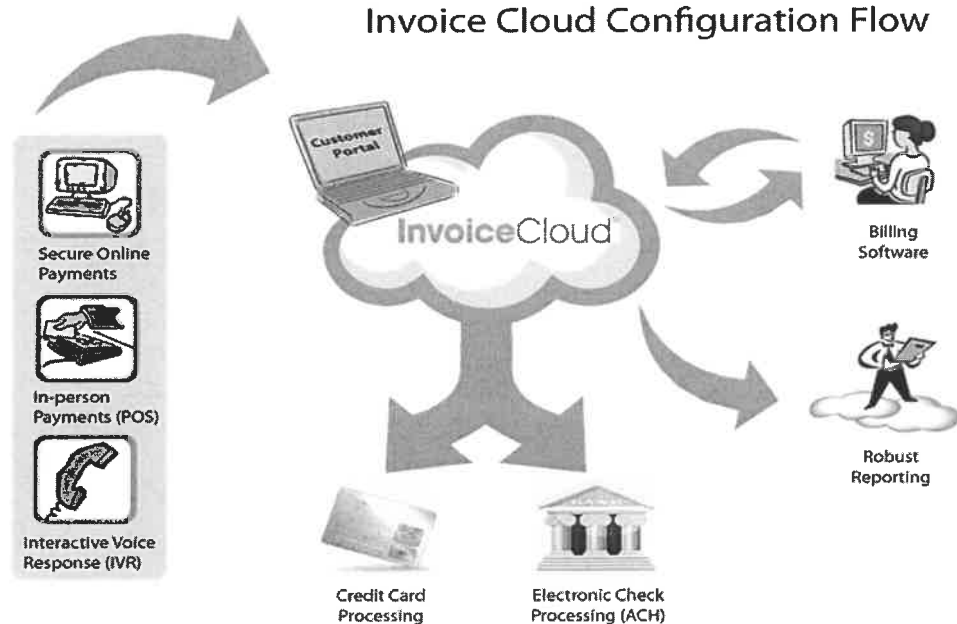 Invoice Cloud Configuration Flow
Customer
Portal
InvoiceCloud
Secure Online
Payments
In-person
Payments (POS)
Interactive Voice
Response (IVR)
$
Billing
Software
Robust
Reporting
Credit Card
Processing
Electronic Check
Processing (ACH)